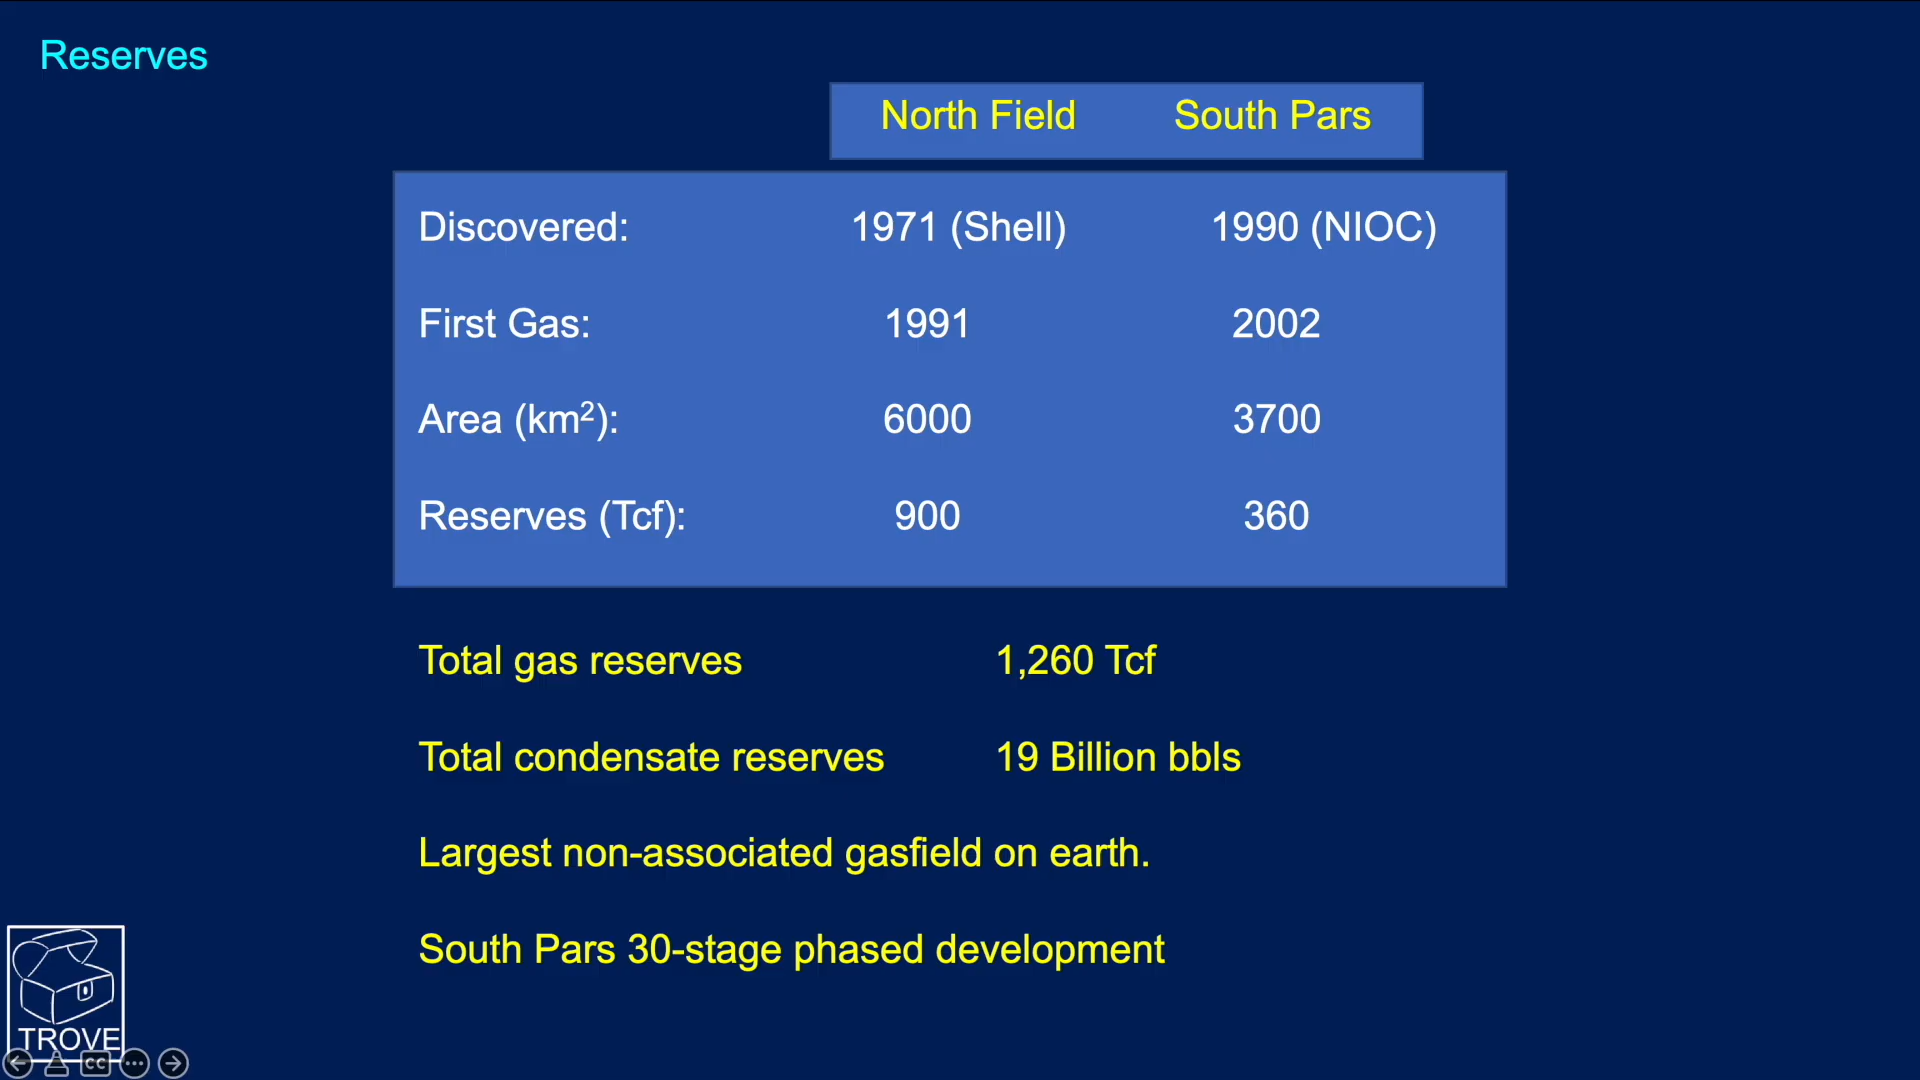 Reserves
North Field South Pars
Discovered: 1971 (Shell) 1990 (NIOC)
First Gas: 1991 2002
Area (km²): 6000 3700
Reserves (Tcf): 900 360
Total gas reserves 1,260 Tcf
Total condensate reserves 19 Billion bbls
Largest non-associated gasfield on earth.
South Pars 30-stage phased development
TROVE
CC